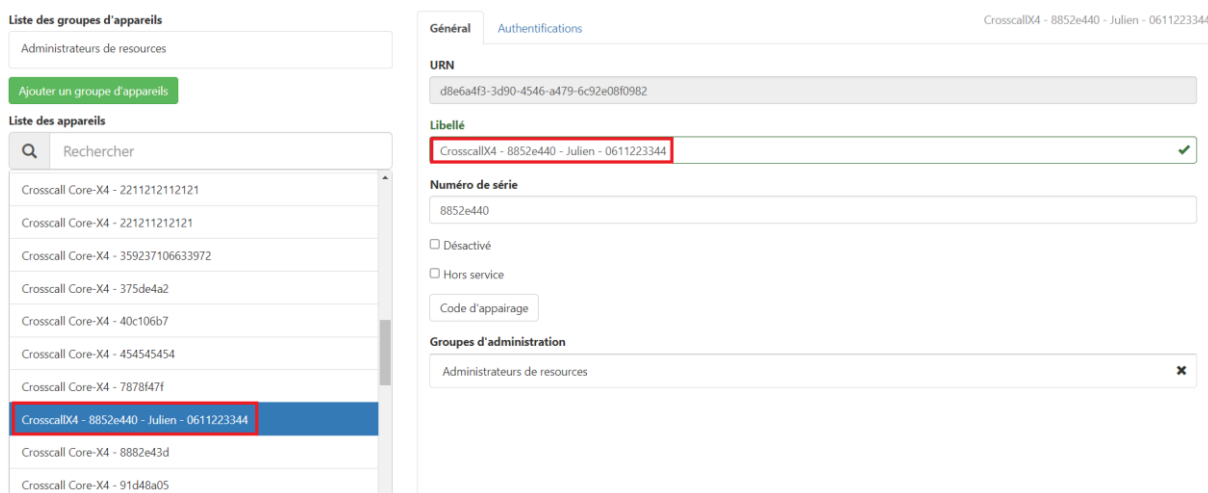 Liste des groupes d'appareils
Administrateurs de resources
Ajouter un groupe d'appareils
Liste des appareils
Rechercher
Crosscall Core-X4 - 2211212112121
Crosscall Core-X4 - 221211212121
Crosscall Core-X4 - 359237106633972
Crosscall Core-X4 - 375de4a2
Crosscall Core-X4 - 40c106b7
Crosscall Core-X4 - 454545454
Crosscall Core-X4 - 7878f47f
CrosscallX4 - 8852e440 - Julien - 0611223344
Crosscall Core-X4 - 8882e43d
Crosscall Core-X4 - 91d48a05
Général
Authentifications
CrosscallX4 - 8852e440 - Julien - 0611223344
URN
d8e6a4f3-3d90-4546-a479-6c92e08f0982
Libellé
CrosscallX4 - 8852e440 - Julien - 0611223344
Numéro de série
8852e440
Désactivé
Hors service
Code d'appairage
Groupes d'administration
Administrateurs de resources